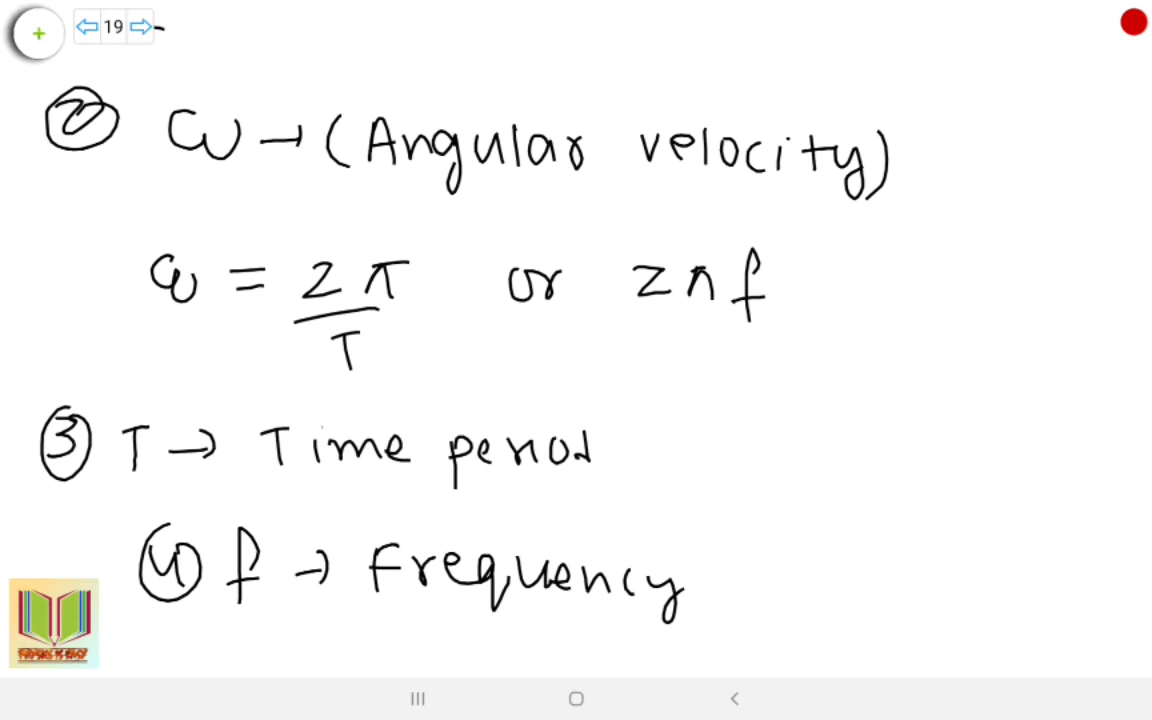 19
② ω → (Angular velocity)
ω = 2π/T or 2πf
③ T → Time period
④ f → Frequency